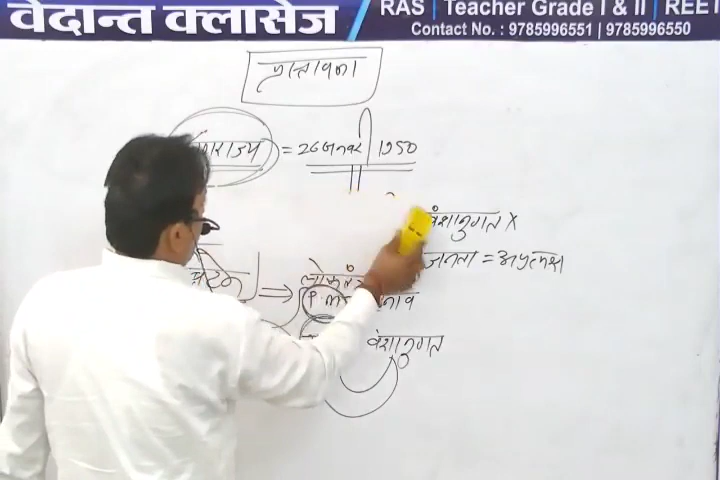 वेदान्त क्लासेज
RAS | Teacher Grade I & II | REET
Contact No. : 9785996551 | 9785996550
प्रस्तावना
गणराज्य = 26 जनवरी 1950
वंशानुगत X
जनता = अप्रत्यक्ष
ब्रिटेन ⇒ लोकतंत्र
P.M.
वंशानुगत